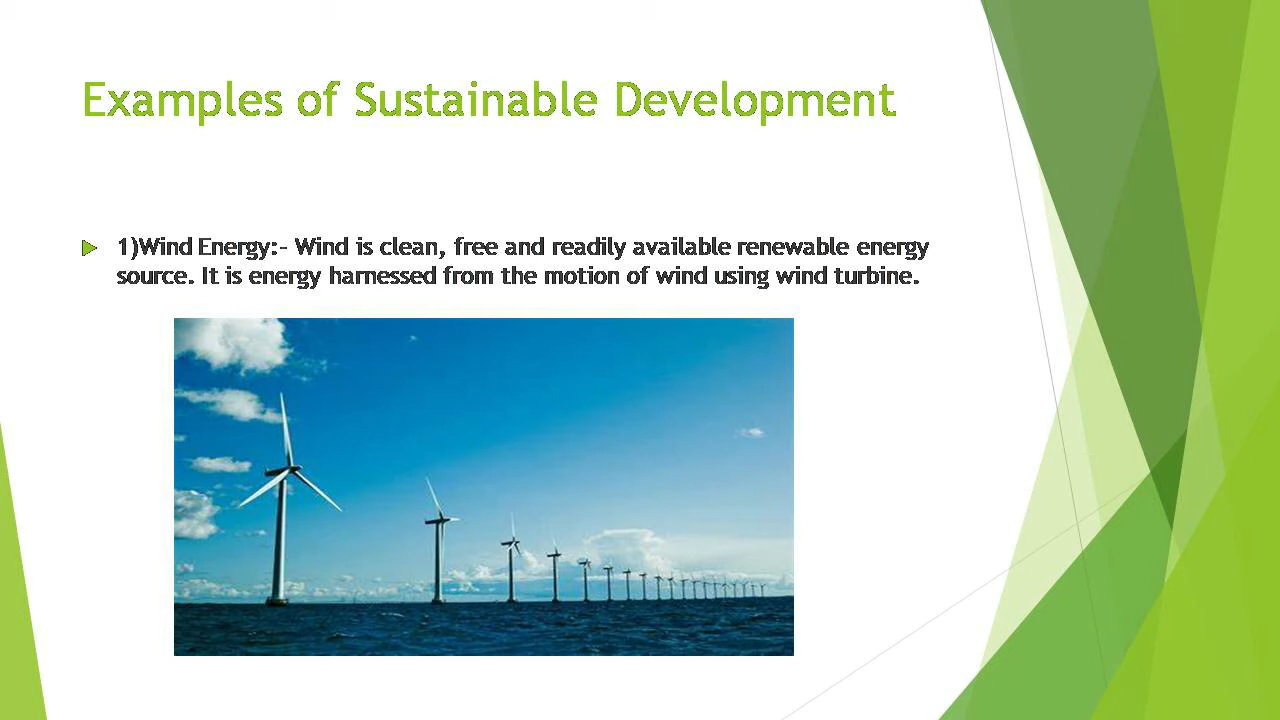 Examples of Sustainable Development
1)Wind Energy:- Wind is clean, free and readily available renewable energy
source. It is energy harnessed from the motion of wind using wind turbine.